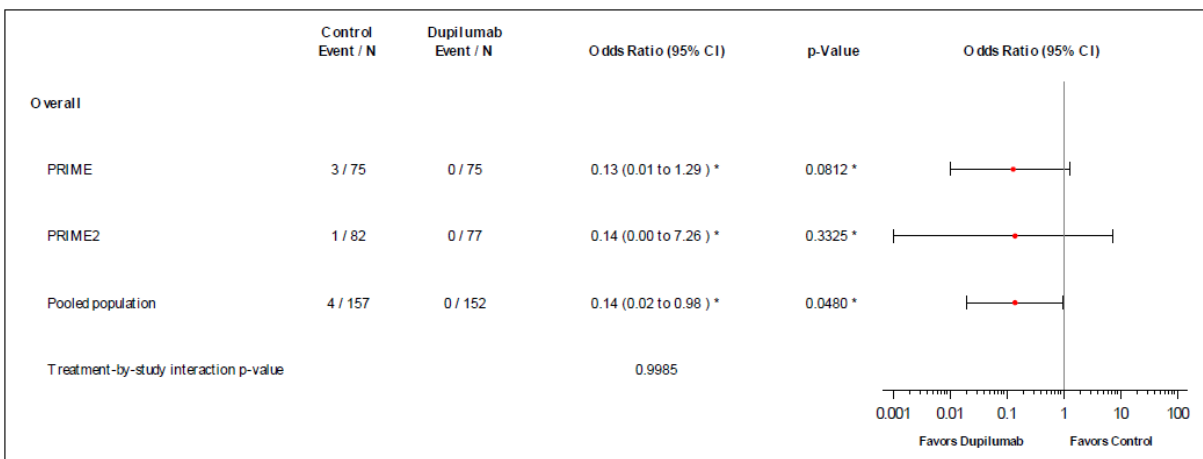 Control Dupilumab
Event / N Event / N Odds Ratio (95% CI) p-Value Odds Ratio (95% CI)
Overall
PRIME 3 / 75 0 / 75 0.13 (0.01 to 1.29 ) * 0.0812 *
PRIME2 1 / 82 0 / 77 0.14 (0.00 to 7.26 ) * 0.3325 *
Pooled population 4 / 157 0 / 152 0.14 (0.02 to 0.98 ) * 0.0480 *
Treatment-by-study interaction p-value 0.9985
0.001 0.01 0.1 1 10 100
Favors Dupilumab Favors Control